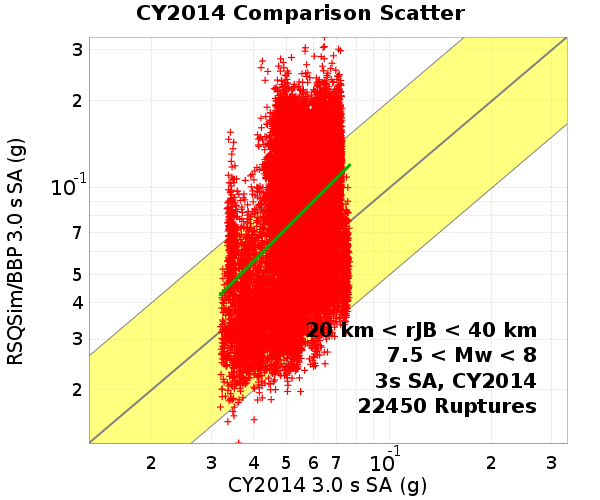 CY2014 Comparison Scatter
RSQSim/BBP 3.0 s SA (g)
3
2
10-1
7
5
4
3
2
20 km < rJB < 40 km
7.5 < Mw < 8
3s SA, CY2014
22450 Ruptures
2 3 4 5 6 7 10-1 2 3
CY2014 3.0 s SA (g)